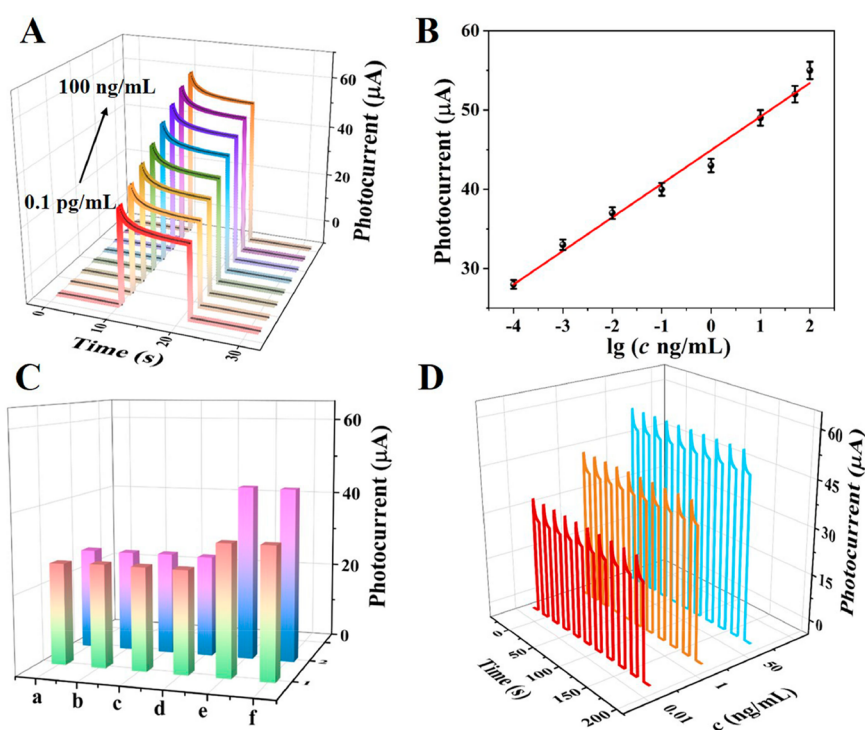 A
100 ng/mL
0.1 pg/mL
0
10
20
30
Time (s)
60
40
20
0
Photocurrent (μA)
B
60
50
40
30
Photocurrent (μA)
-4
-3
-2
-1
0
1
2
lg (c ng/mL)
C
60
40
20
0
Photocurrent (μA)
a
b
c
d
e
f
1
2
D
60
45
30
15
0
Photocurrent (μA)
0
50
100
150
200
Time (s)
0.01
1
50
c (ng/mL)